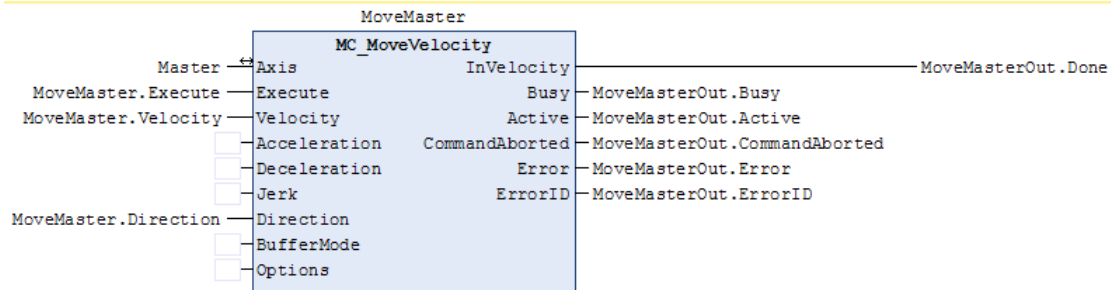 MoveMaster
MC_MoveVelocity
Master Axis InVelocity MoveMasterOut.Done
MoveMaster.Execute Execute Busy MoveMasterOut.Busy
MoveMaster.Velocity Velocity Active MoveMasterOut.Active
Acceleration CommandAborted MoveMasterOut.CommandAborted
Deceleration Error MoveMasterOut.Error
Jerk ErrorID MoveMasterOut.ErrorID
MoveMaster.Direction Direction
BufferMode
Options